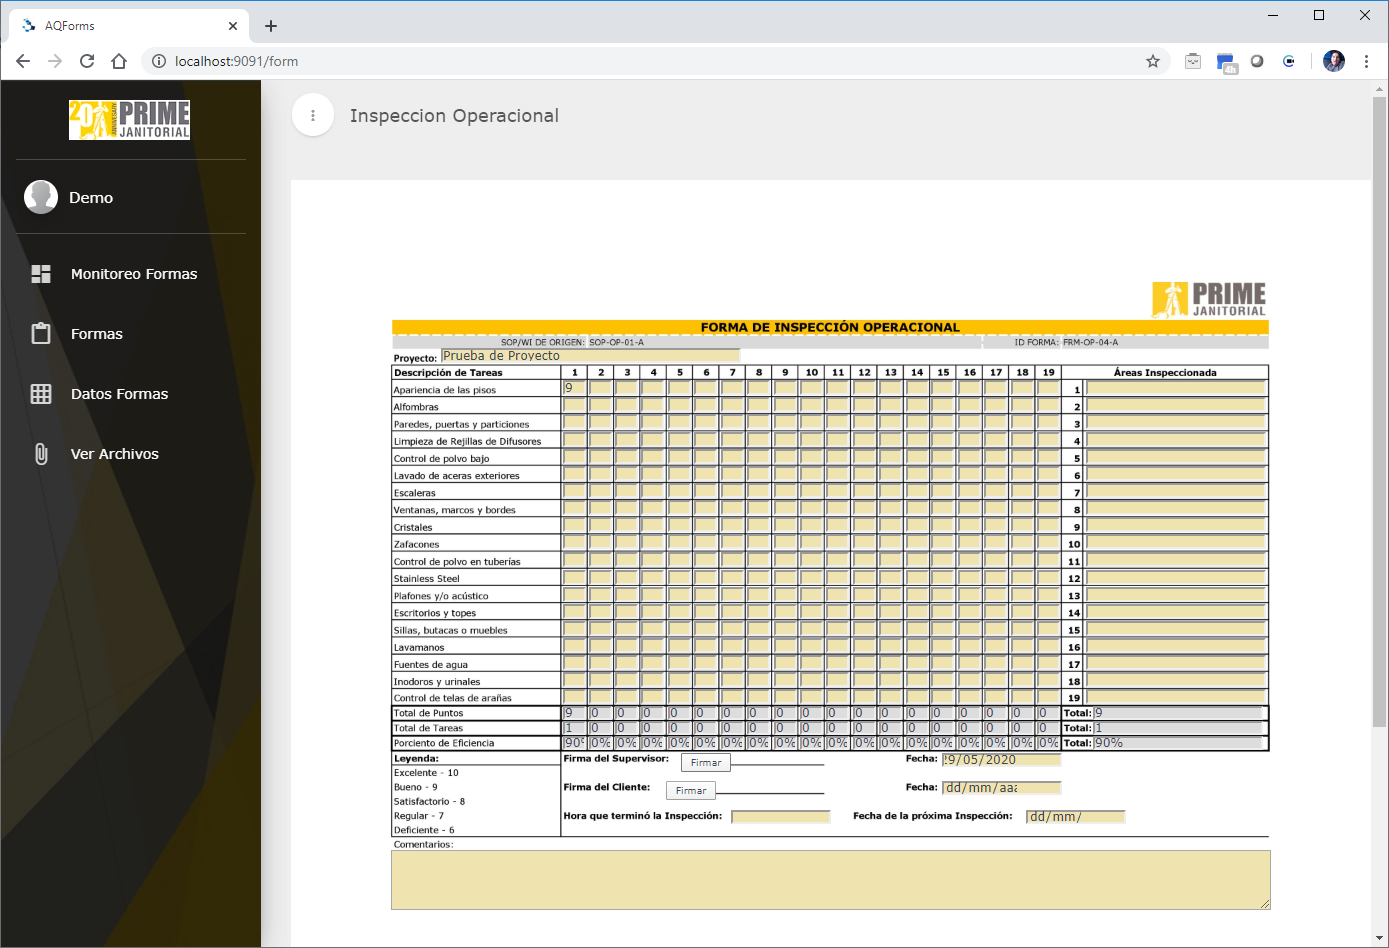 AQForms
localhost:9091/form
4h
20
ANNIVERSARY
PRIME
JANITORIAL
Inspeccion Operacional
Demo
Monitoreo Formas
Formas
Datos Formas
Ver Archivos
PRIME
JANITORIAL
FORMA DE INSPECCIÓN OPERACIONAL
SOP/WI DE ORIGEN: SOP-OP-01-A ID FORMA: FRM-OP-04-A
Proyecto: Prueba de Proyecto
Descripción de Tareas 1 2 3 4 5 6 7 8 9 10 11 12 13 14 15 16 17 18 19 Áreas Inspeccionada
Apariencia de las pisos 9 1
Alfombras 2
Paredes, puertas y particiones 3
Limpieza de Rejillas de Difusores 4
Control de polvo bajo 5
Lavado de aceras exteriores 6
Escaleras 7
Ventanas, marcos y bordes 8
Cristales 9
Zafacones 10
Control de polvo en tuberías 11
Stainless Steel 12
Plafones y/o acústico 13
Escritorios y topes 14
Sillas, butacas o muebles 15
Lavamanos 16
Fuentes de agua 17
Inodoros y urinales 18
Control de telas de arañas 19
Total de Puntos 9 0 0 0 0 0 0 0 0 0 0 0 0 0 0 0 0 0 0 Total: 9
Total de Tareas 1 0 0 0 0 0 0 0 0 0 0 0 0 0 0 0 0 0 0 Total: 1
Porciento de Eficiencia 90% 0% 0% 0% 0% 0% 0% 0% 0% 0% 0% 0% 0% 0% 0% 0% 0% 0% 0% Total: 90%
Leyenda: Firma del Supervisor: Firmar Fecha: 29/05/2020
Excelente - 10
Bueno - 9 Firma del Cliente: Firmar Fecha: dd/mm/aaa
Satisfactorio - 8
Regular - 7 Hora que terminó la Inspección: Fecha de la próxima Inspección: dd/mm/
Deficiente - 6
Comentarios: